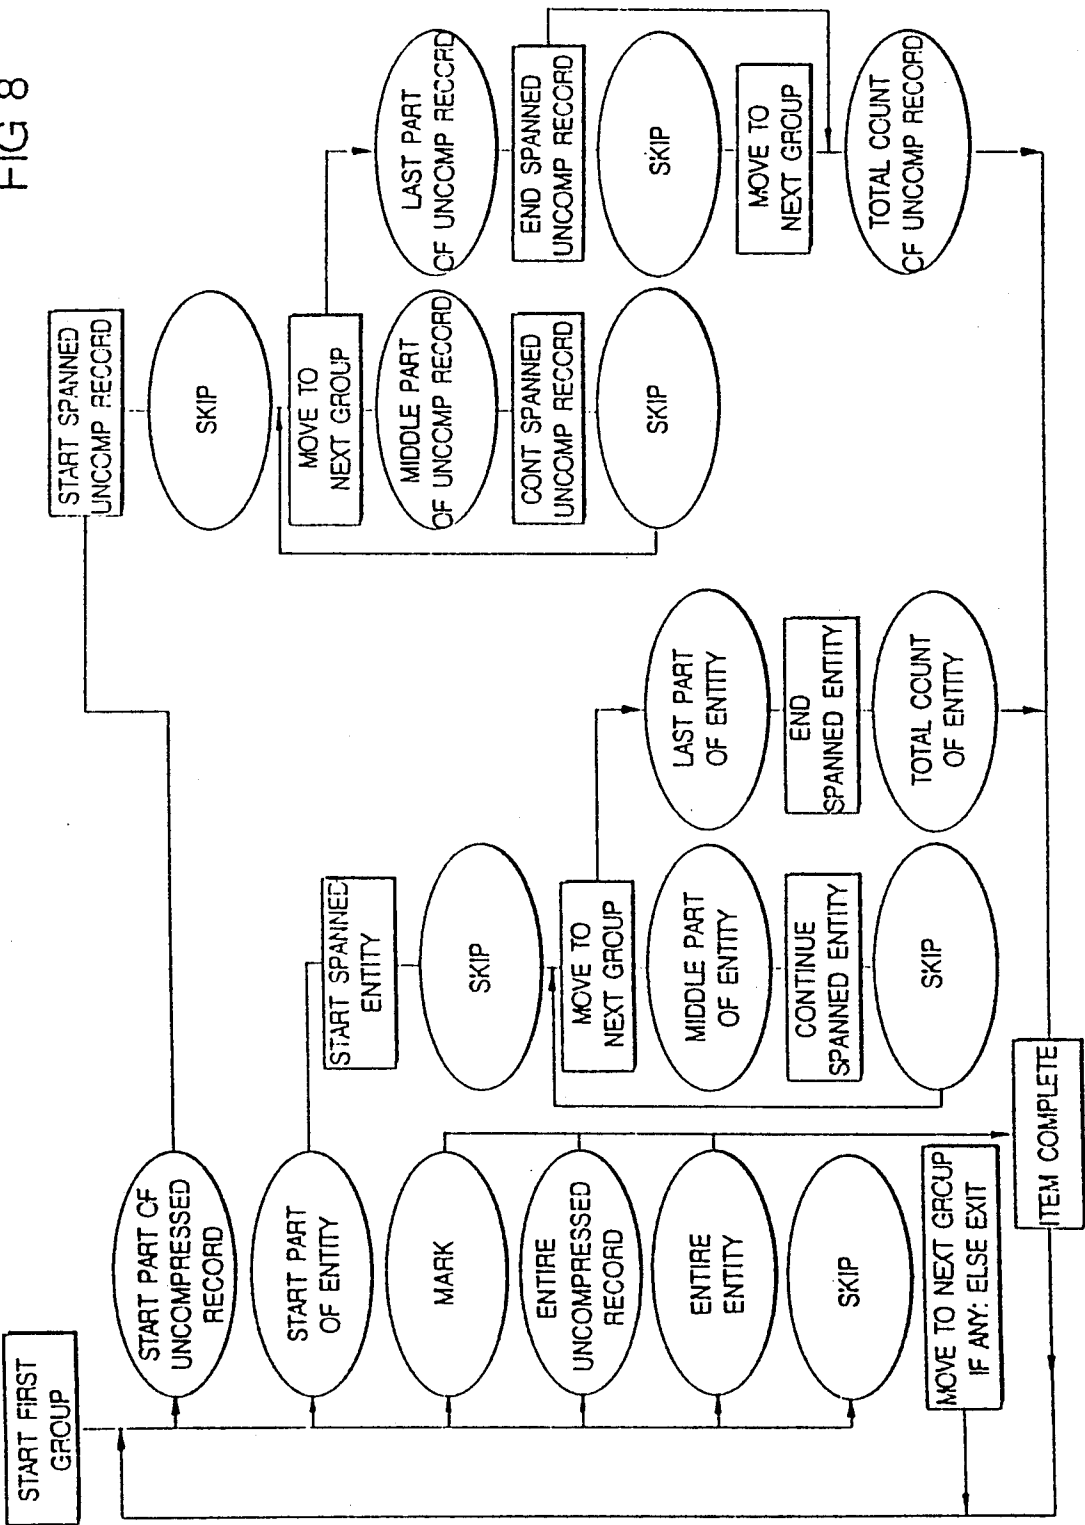 FIG 8
START FIRST
GROUP
START PART CF
UNCOMPRESSED
RECORD
START PART
OF ENTITY
MARK
ENTIRE
UNCOMPRESSED
RECORD
ENTIRE
ENTITY
SKIP
MOVE TO NEXT GROUP
IF ANY: ELSE EXIT
ITEM COMPLETE
START SPANNED
ENTITY
SKIP
MOVE TO
NEXT GROUP
MIDDLE PART
OF ENTITY
CONTINUE
SPANNED ENTITY
SKIP
LAST PART
OF ENTITY
END
SPANNED ENTITY
TOTAL COUNT
OF ENTITY
START SPANNED
UNCOMP RECORD
SKIP
MOVE TO
NEXT GROUP
MIDDLE PART
OF UNCOMP RECORD
CONT SPANNED
UNCOMP RECORD
SKIP
LAST PART
CF UNCOMP RECORD
END SPANNED
UNCOMP RECORD
SKIP
MOVE TO
NEXT GROUP
TOTAL COUNT
CF UNCOMP RECORD